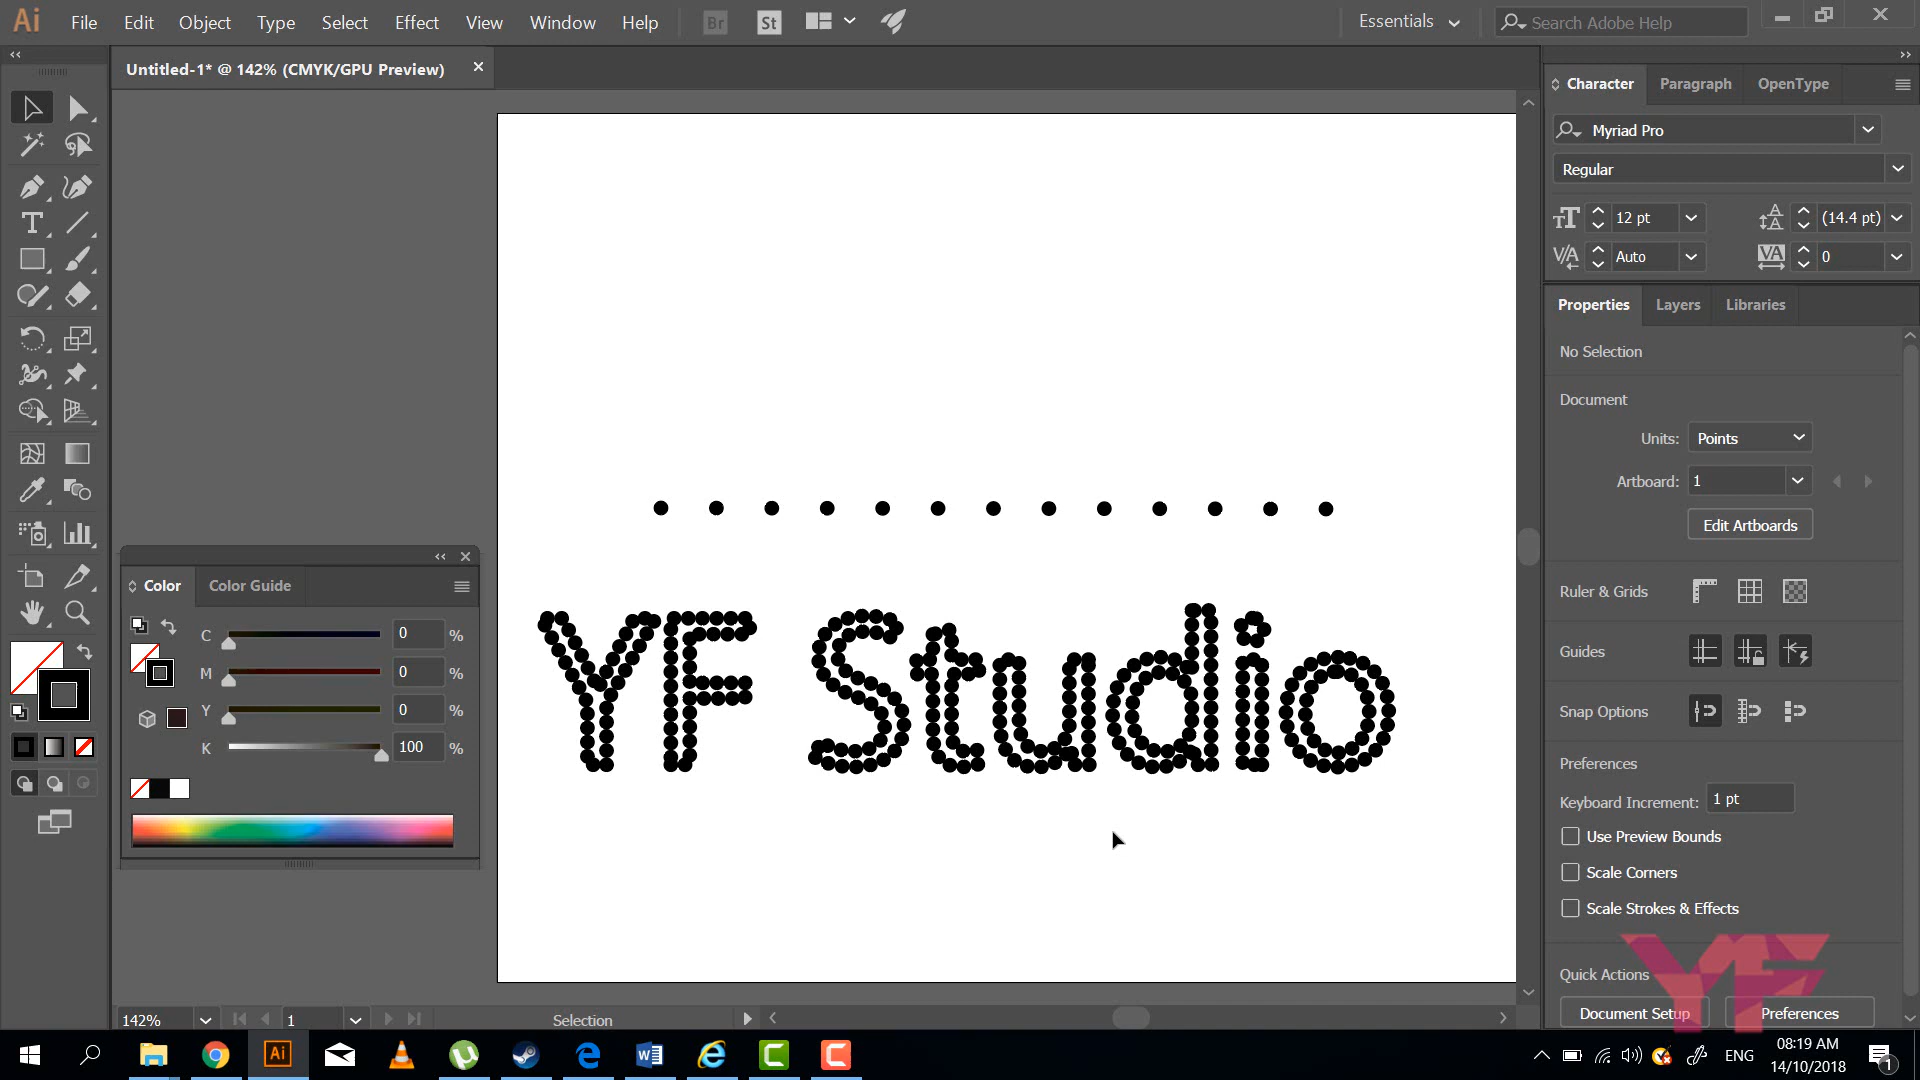 Ai File Edit Object Type Select Effect View Window Help Br St Essentials Search Adobe Help
Untitled-1* @ 142% (CMYK/GPU Preview)
Character Paragraph OpenType
Myriad Pro
Regular
12 pt (14.4 pt)
Auto 0
Properties Layers Libraries
No Selection
Document
Units: Points
Artboard: 1
Edit Artboards
Ruler & Grids
Guides
Snap Options
Preferences
Keyboard Increment: 1 pt
Use Preview Bounds
Scale Corners
Scale Strokes & Effects
Quick Actions
Document Setup Preferences
YF
Color Color Guide
C 0 %
M 0 %
Y 0 %
K 100 %
YF Studio
142% 1 Selection
ENG
08:19 AM
14/10/2018
1